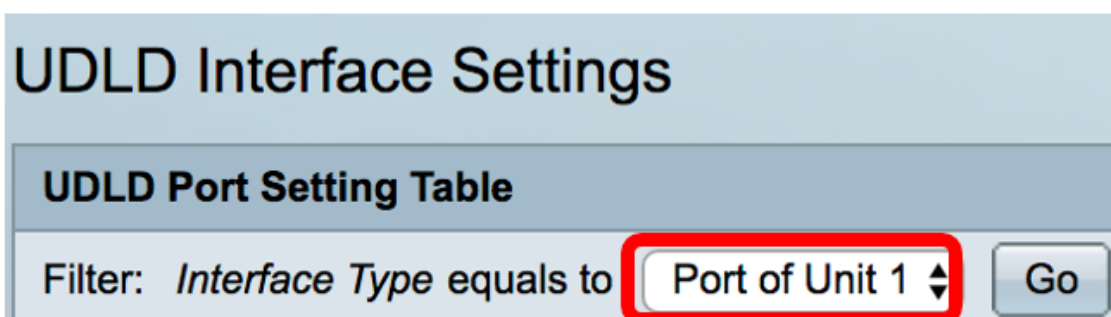 UDLD Interface Settings
UDLD Port Setting Table
Filter: Interface Type equals to Port of Unit 1 Go